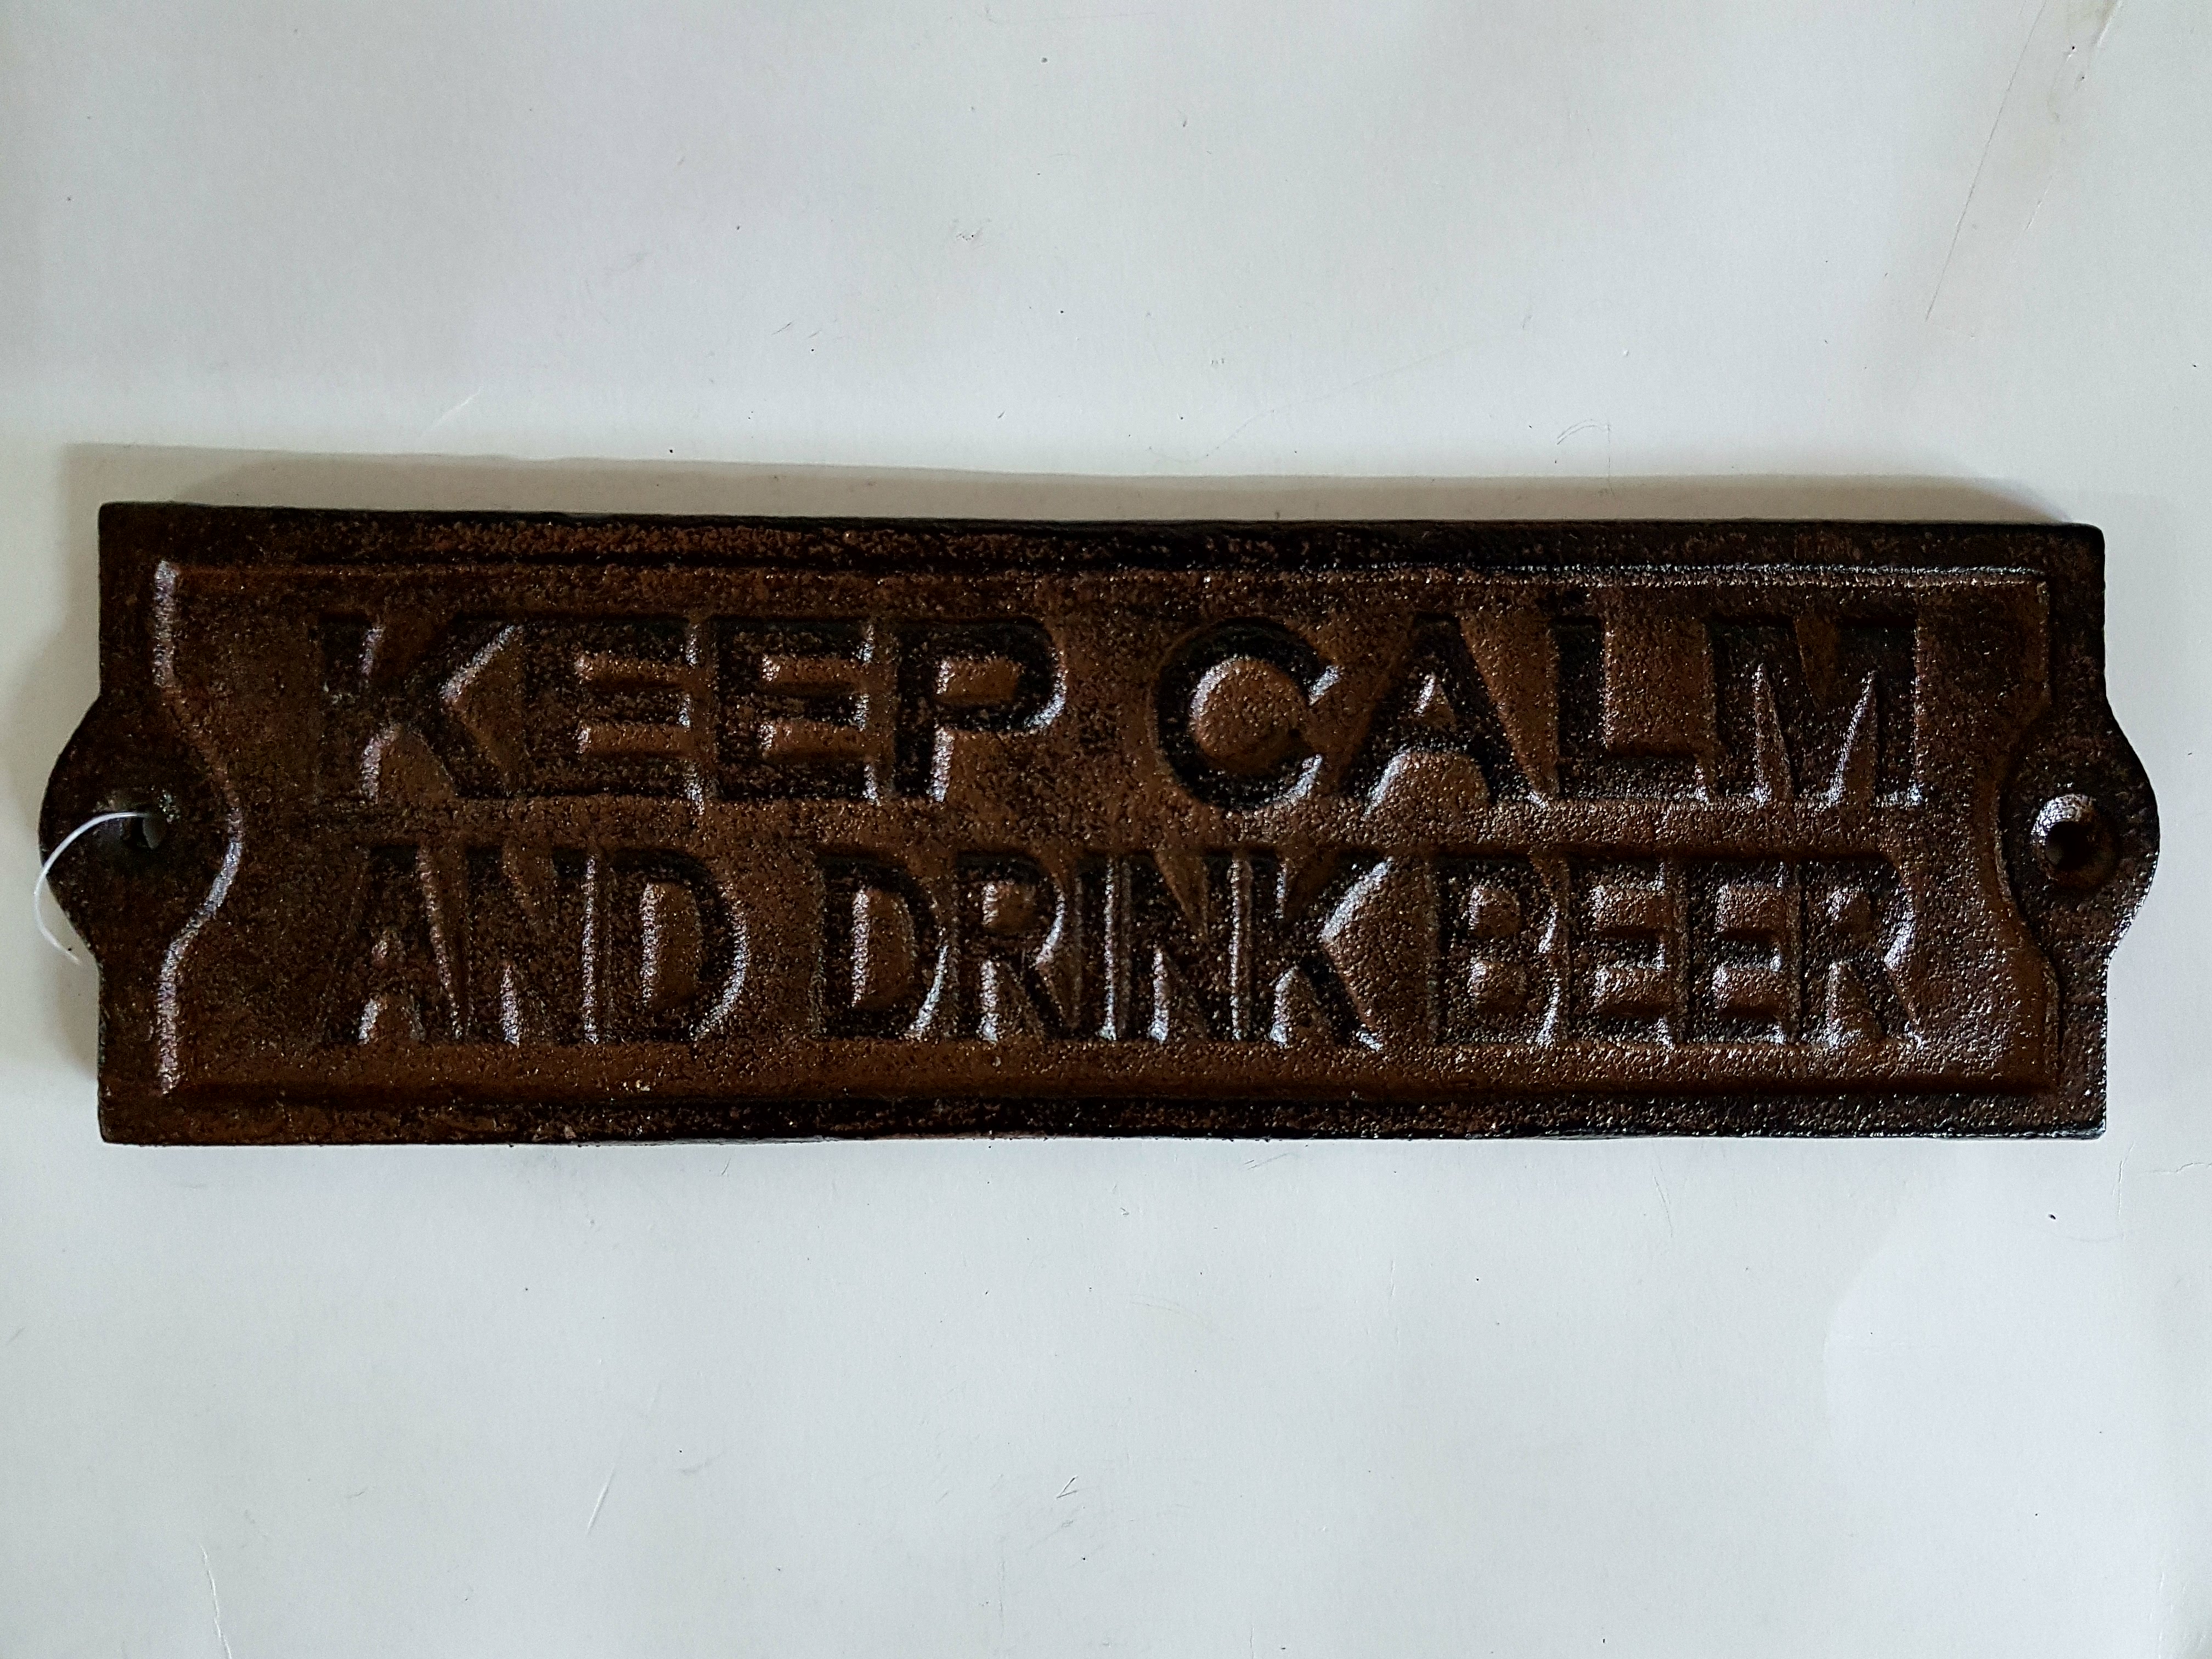 KEEP CALM
AND DRINK BEER